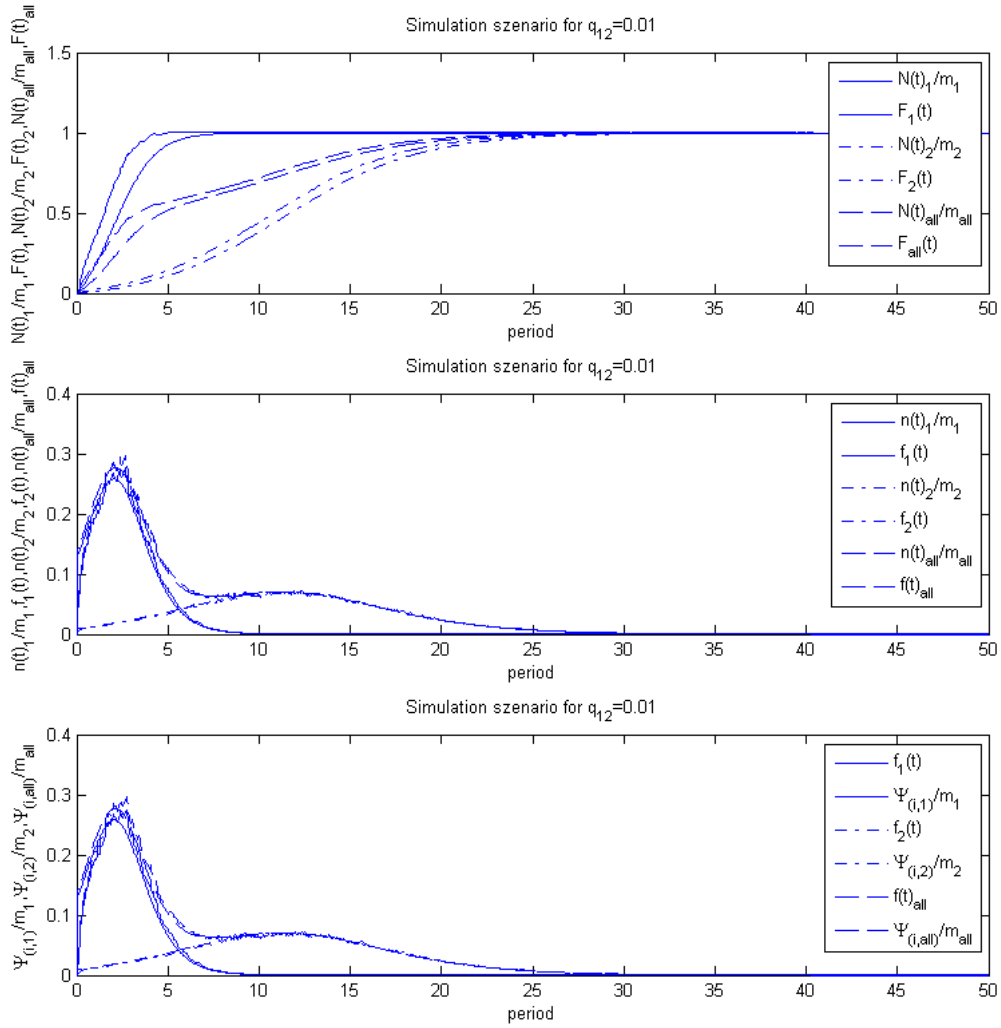 Simulation szenario for q12=0.01
N(t)1/m1,F(t)1,N(t)2/m2,F(t)2,N(t)all/mall,F(t)all
1.5
1
0.5
0
0 5 10 15 20 25 30 35 40 45 50
period
N(t)1/m1
F1(t)
N(t)2/m2
F2(t)
N(t)all/mall
Fall(t)
Simulation szenario for q12=0.01
n(t)1/m1,f1(t),n(t)2/m2,f2(t),n(t)all/mall,f(t)all
0.4
0.3
0.2
0.1
0
0 5 10 15 20 25 30 35 40 45 50
period
n(t)1/m1
f1(t)
n(t)2/m2
f2(t)
n(t)all/mall
f(t)all
Simulation szenario for q12=0.01
Ψ(i,1)/m1,Ψ(i,2)/m2,Ψ(i,all)/mall
0.4
0.3
0.2
0.1
0
0 5 10 15 20 25 30 35 40 45 50
period
f1(t)
Ψ(i,1)/m1
f2(t)
Ψ(i,2)/m2
f(t)all
Ψ(i,all)/mall